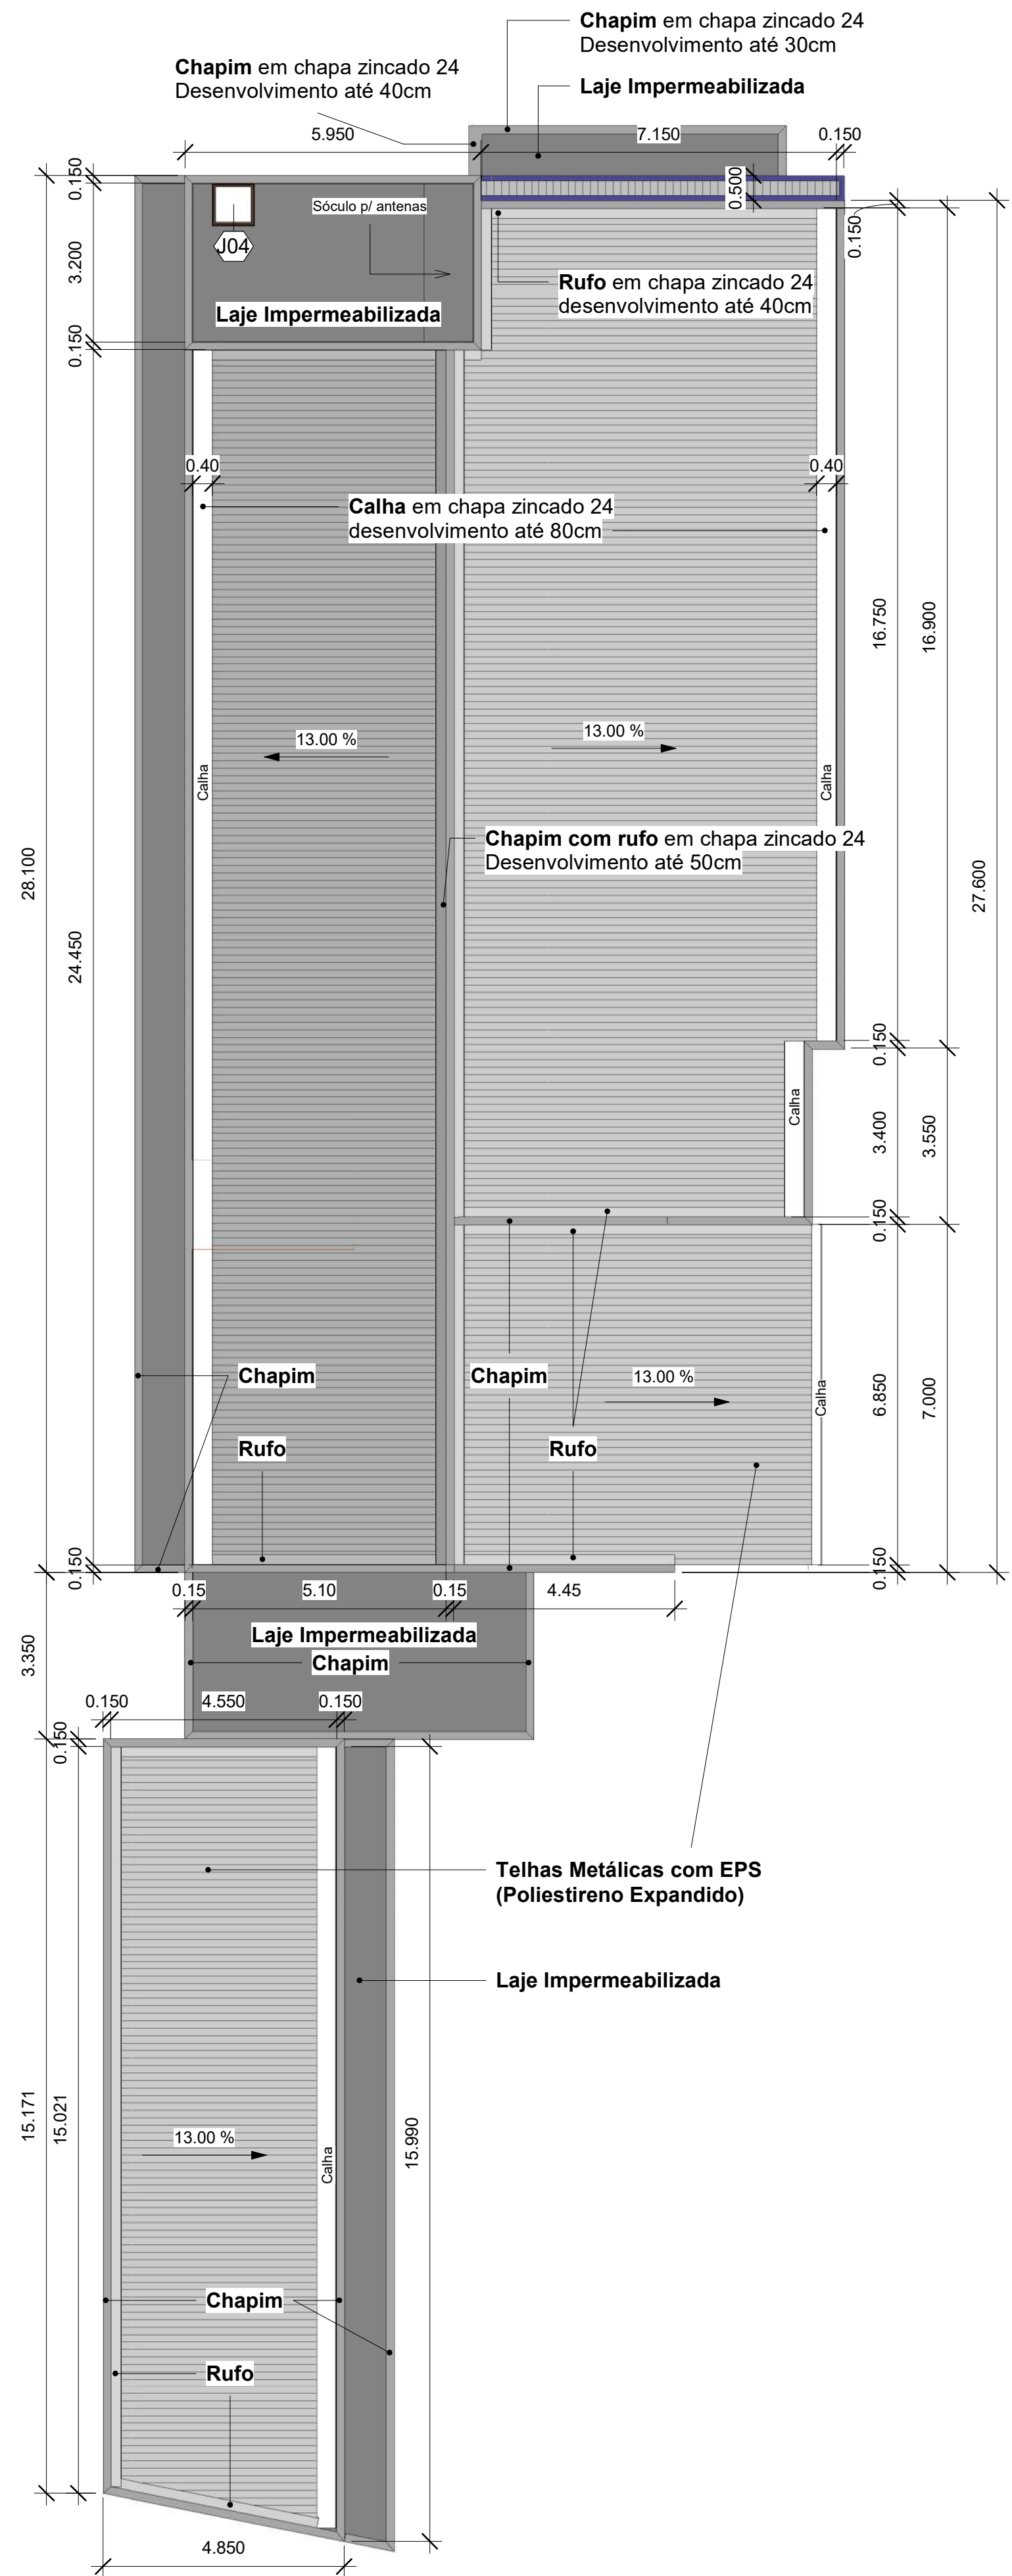 Chapim em chapa zincado 24
Desenvolvimento até 30cm
Chapim em chapa zincado 24
Desenvolvimento até 40cm
Laje Impermeabilizada
5.950
7.150
0.150
0.150
0.500
Sóculo p/ antenas
J04
3.200
0.150
Rufo em chapa zincado 24
desenvolvimento até 40cm
Laje Impermeabilizada
0.150
0.40
0.40
Calha em chapa zincado 24
desenvolvimento até 80cm
16.750
16.900
13.00 %
13.00 %
Calha
Calha
Chapim com rufo em chapa zincado 24
Desenvolvimento até 50cm
28.100
27.600
24.450
0.150
Calha
3.400
3.550
0.150
Chapim
Chapim
13.00 %
Calha
6.850
7.000
Rufo
Rufo
0.150
0.150
0.15
5.10
0.15
4.45
Laje Impermeabilizada
Chapim
3.350
0.150
4.550
0.150
0.150
Telhas Metálicas com EPS
(Poliestireno Expandido)
Laje Impermeabilizada
15.171
15.021
15.990
13.00 %
Calha
Chapim
Rufo
4.850